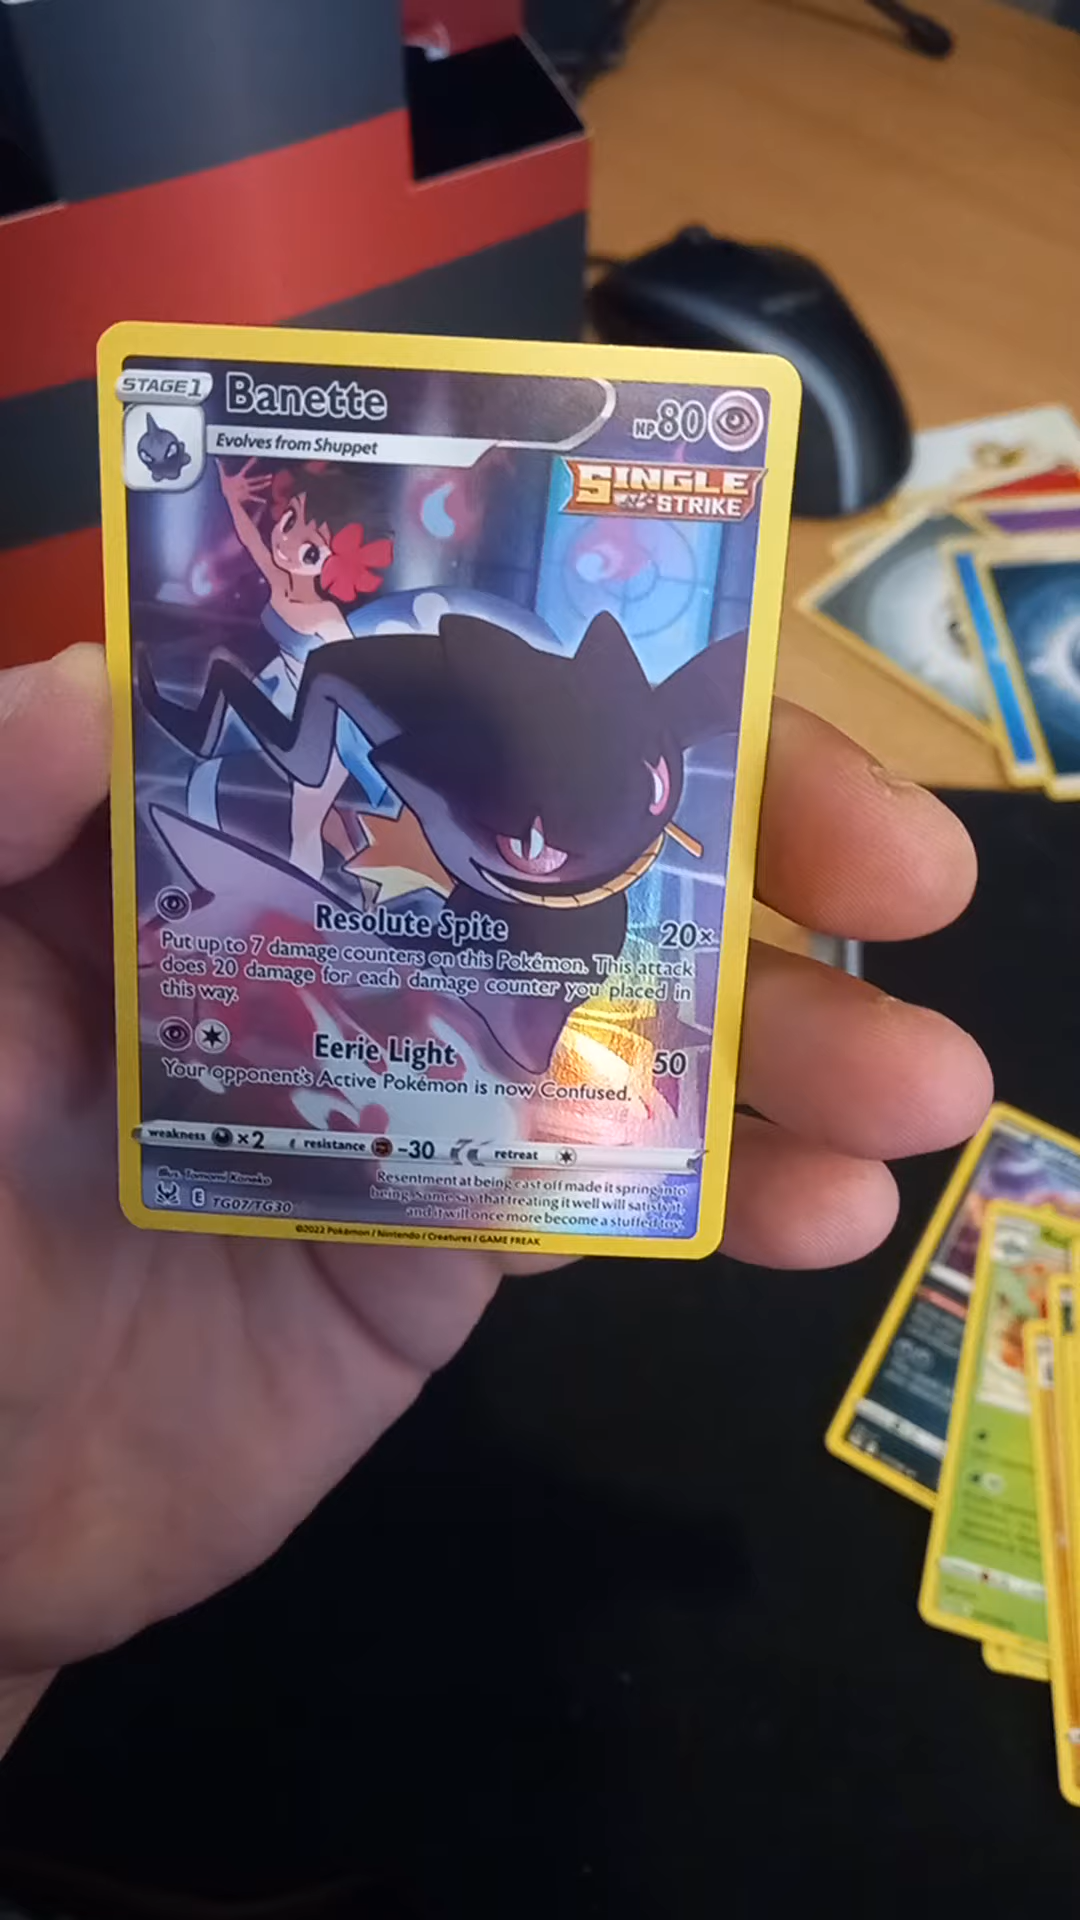 STAGE1 Banette HP80
Evolves from Shuppet
SINGLE
STRIKE
Resolute Spite 20×
Put up to 7 damage counters on this Pokémon. This attack
does 20 damage for each damage counter you placed in
this way.
Eerie Light 50
Your opponent's Active Pokémon is now Confused.
weakness ×2 resistance -30 retreat
Illus. Tomomi Kaneko
Resentment at being cast off made it spring into
being. Some say that treating it well will satisfy it,
and it will once more become a stuffed toy.
E TG07/TG30
©2022 Pokémon / Nintendo / Creatures / GAME FREAK